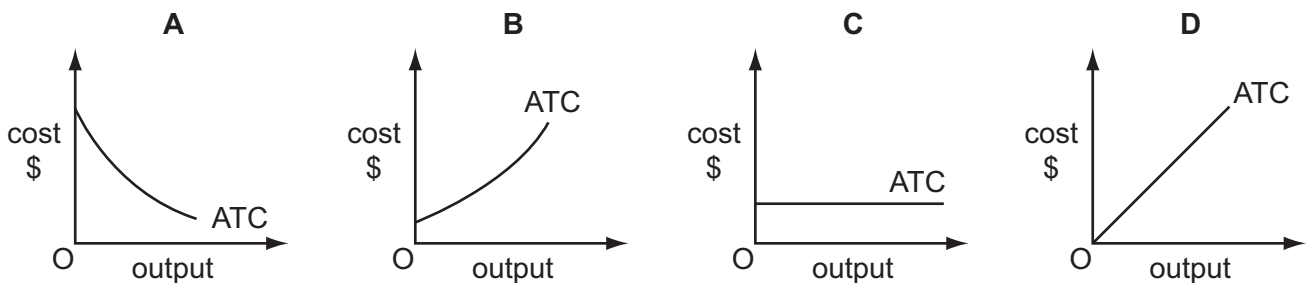 A
cost
$
ATC
O
output
B
cost
$
ATC
O
output
C
cost
$
ATC
O
output
D
cost
$
ATC
O
output